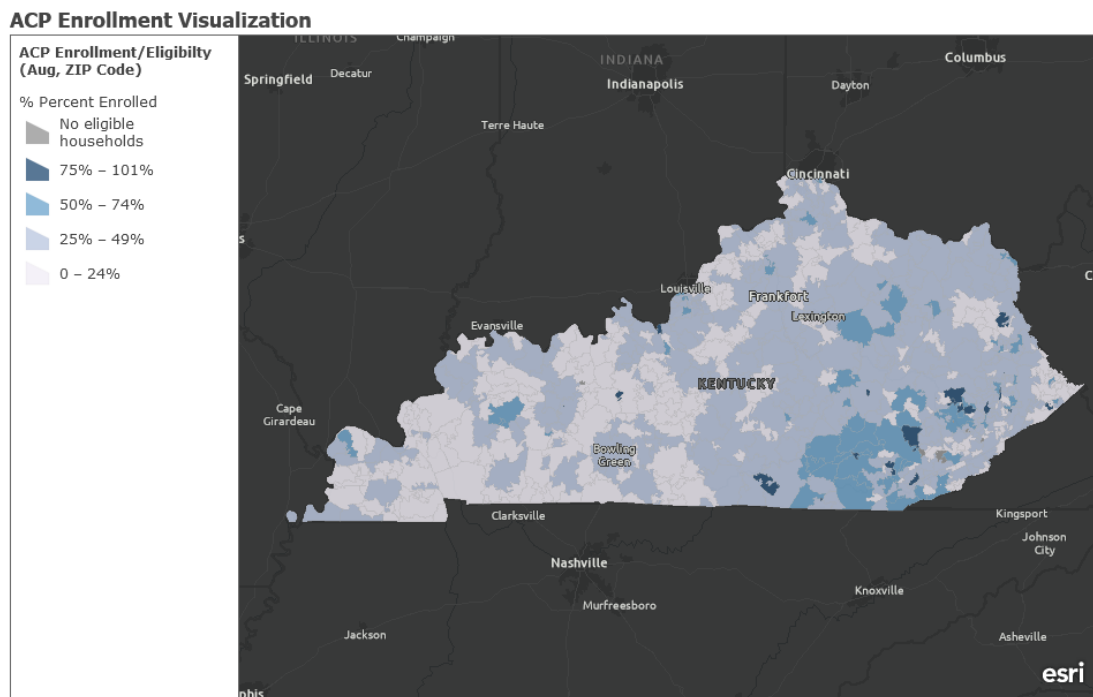 ACP Enrollment Visualization
ACP Enrollment/Eligibilty
(Aug, ZIP Code)
% Percent Enrolled
No eligible
households
75% – 101%
50% – 74%
25% – 49%
0 – 24%
ILLINOIS
Champaign
Springfield
Decatur
INDIANA
Indianapolis
Columbus
Dayton
Terre Haute
Cincinnati
s
C
Louisville
Frankfort
Lexington
Evansville
KENTUCKY
Cape
Girardeau
Bowling
Green
Clarksville
Kingsport
Johnson
City
Nashville
Knoxville
Murfreesboro
Jackson
Asheville
esri
phis